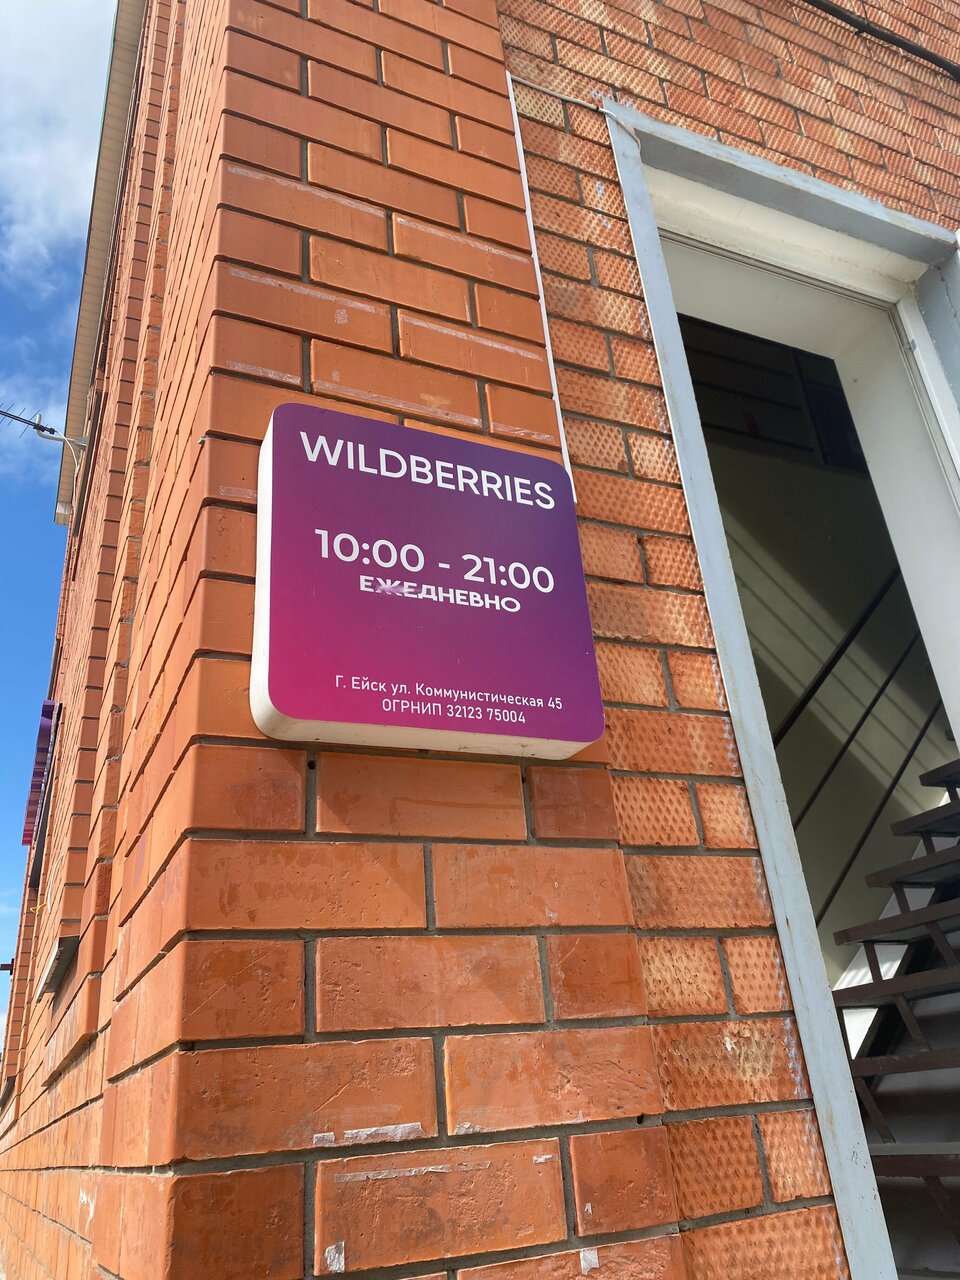 WILDBERRIES
10:00 - 21:00
ЕЖЕДНЕВНО
Г. Ейск ул. Коммунистическая 45
ОГРНИП 32123 75004